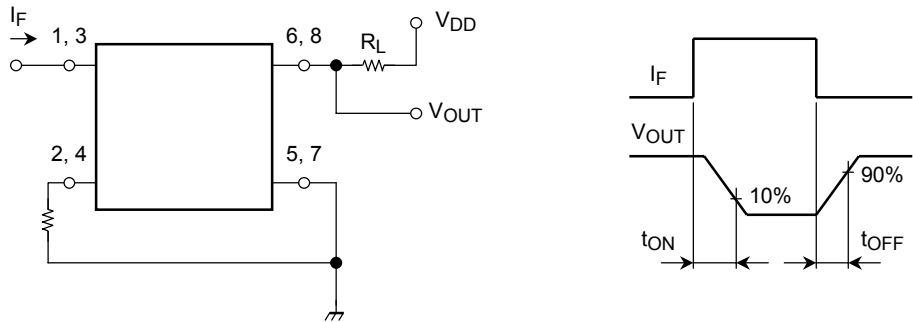 IF
1, 3
6, 8
RL
VDD
VOUT
2, 4
5, 7
IF
VOUT
10%
90%
tON
tOFF